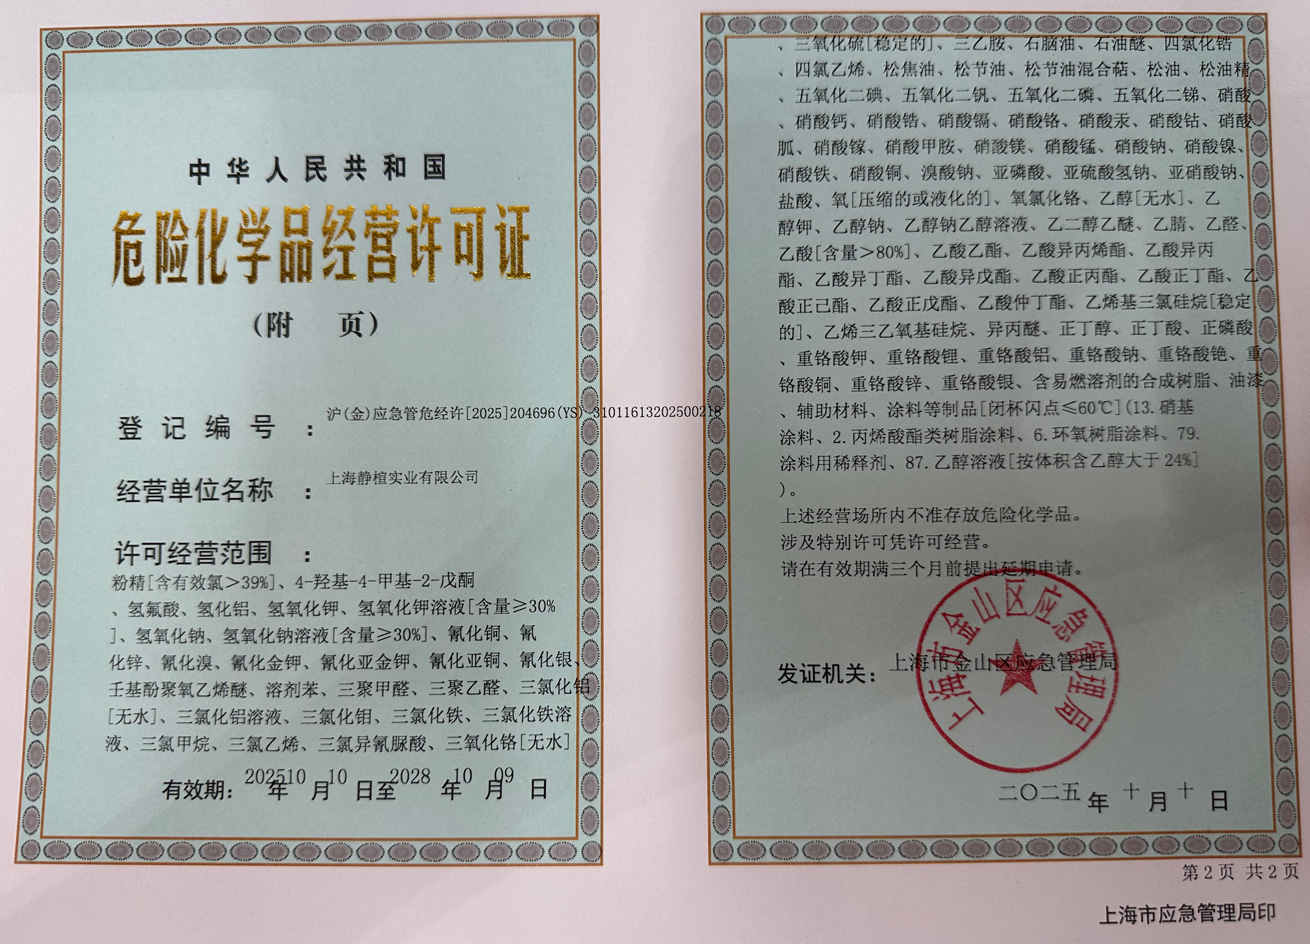 中华人民共和国
危险化学品经营许可证
(附 页)
登记编号 : 沪(金)应急管危经许[2025]204696(YS)-31011613202500218
经营单位名称 : 上海静楦实业有限公司
许可经营范围 :
粉精[含有效氯>39%]、4-羟基-4-甲基-2-戊酮
、氢氟酸、氢化铝、氢氧化钾、氢氧化钾溶液[含量≥30%
]、氢氧化钠、氢氧化钠溶液[含量≥30%]、氰化铜、氰
化锌、氰化溴、氰化金钾、氰化亚金钾、氰化亚铜、氰化银、
壬基酚聚氧乙烯醚、溶剂苯、三聚甲醛、三聚乙醛、三氯化铝
[无水]、三氯化铝溶液、三氯化钼、三氯化铁、三氯化铁溶
液、三氯甲烷、三氯乙烯、三氯异氰脲酸、三氧化铬[无水]
有效期: 2025年10月10日至2028年10月09日
、三氧化硫[稳定的]、三乙胺、石脑油、石油醚、四氯化锆
、四氯乙烯、松焦油、松节油、松节油混合萜、松油、松油精
、五氧化二碘、五氧化二钒、五氧化二磷、五氧化二锑、硝酸
、硝酸钙、硝酸锆、硝酸镉、硝酸铬、硝酸汞、硝酸钴、硝酸
胍、硝酸镓、硝酸甲胺、硝酸镁、硝酸锰、硝酸钠、硝酸镍、
硝酸铁、硝酸铜、溴酸钠、亚磷酸、亚硫酸氢钠、亚硝酸钠、
盐酸、氧[压缩的或液化的]、氧氯化铬、乙醇[无水]、乙
醇钾、乙醇钠、乙醇钠乙醇溶液、乙二醇乙醚、乙腈、乙醛、
乙酸[含量>80%]、乙酸乙酯、乙酸异丙烯酯、乙酸异丙
酯、乙酸异丁酯、乙酸异戊酯、乙酸正丙酯、乙酸正丁酯、乙
酸正己酯、乙酸正戊酯、乙酸仲丁酯、乙烯基三氯硅烷[稳定
的]、乙烯三乙氧基硅烷、异丙醚、正丁醇、正丁酸、正磷酸
、重铬酸钾、重铬酸锂、重铬酸铝、重铬酸钠、重铬酸铯、重
铬酸铜、重铬酸锌、重铬酸银、含易燃溶剂的合成树脂、油漆
、辅助材料、涂料等制品[闭杯闪点≤60℃](13.硝基
涂料、2.丙烯酸酯类树脂涂料、6.环氧树脂涂料、79.
涂料用稀释剂、87.乙醇溶液[按体积含乙醇大于24%]
)。
上述经营场所内不准存放危险化学品。
涉及特别许可凭许可经营。
请在有效期满三个月前提出延期申请。
发证机关: 上海市金山区应急管理局
上海市金山区应急管理局
二〇二五年十月十日
第2页 共2页
上海市应急管理局印